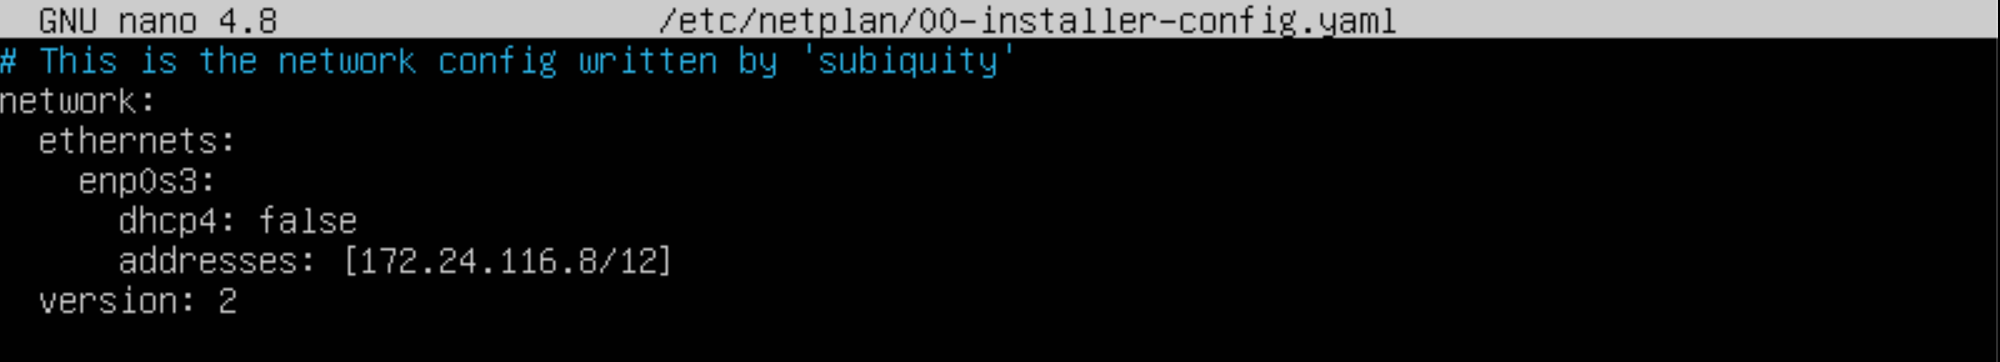 GNU nano 4.8 /etc/netplan/00-installer-config.yaml
# This is the network config written by 'subiquity'
network:
  ethernets:
    enp0s3:
      dhcp4: false
      addresses: [172.24.116.8/12]
  version: 2